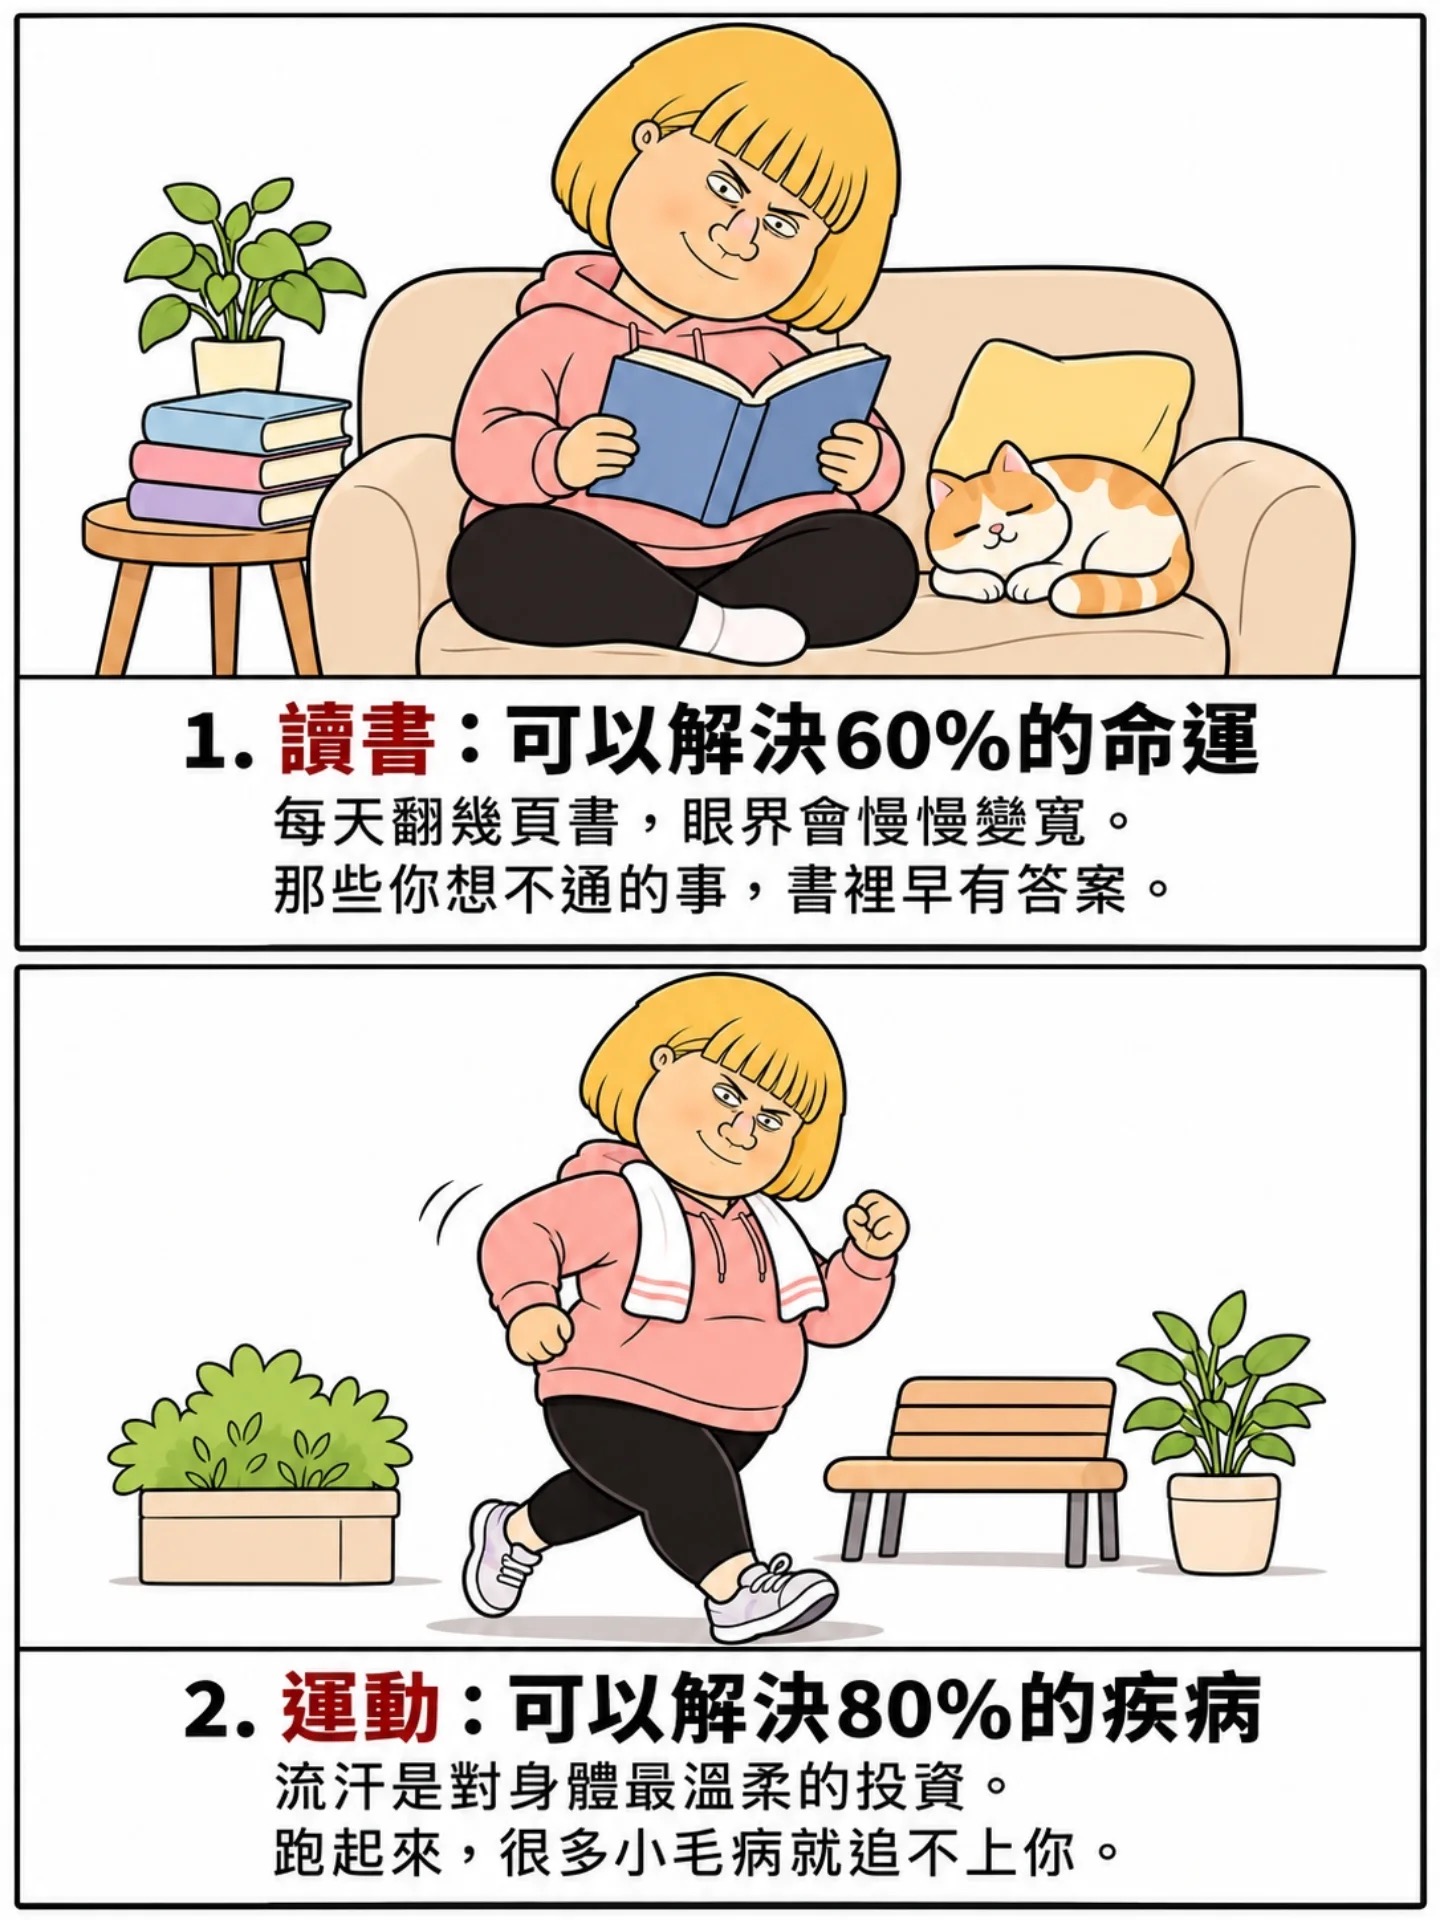 1. 讀書：可以解決60%的命運
每天翻幾頁書，眼界會慢慢變寬。
那些你想不通的事，書裡早有答案。
2. 運動：可以解決80%的疾病
流汗是對身體最溫柔的投資。
跑起來，很多小毛病就追不上你。